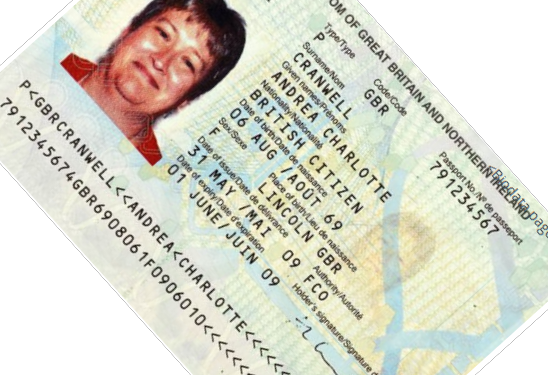 OM OF GREAT BRITAIN AND NORTHERN IRELAND
Type/Type
P
Code/Code
GBR
Passport No./Nº de passeport
791234567
Surname/Nom
CRANWELL
Given names/Prénoms
ANDREA CHARLOTTE
Nationality/Nationalité
BRITISH CITIZEN
Date of birth/Date de naissance
06 AUG /AOUT 69
Sex/Sexe
F
Place of birth/Lieu de naissance
LINCOLN GBR
Date of issue/Date de délivrance
31 MAY /MAI 09
Authority/Autorité
FCO
Date of expiry/Date d'expiration
01 JUNE/JUIN 09
Holder's signature/Signature
Biodata page
P<GBRCRANWELL<<ANDREA<CHARLOTTE<<<<<
7912345674GBR6908061F0906010<<<<<<